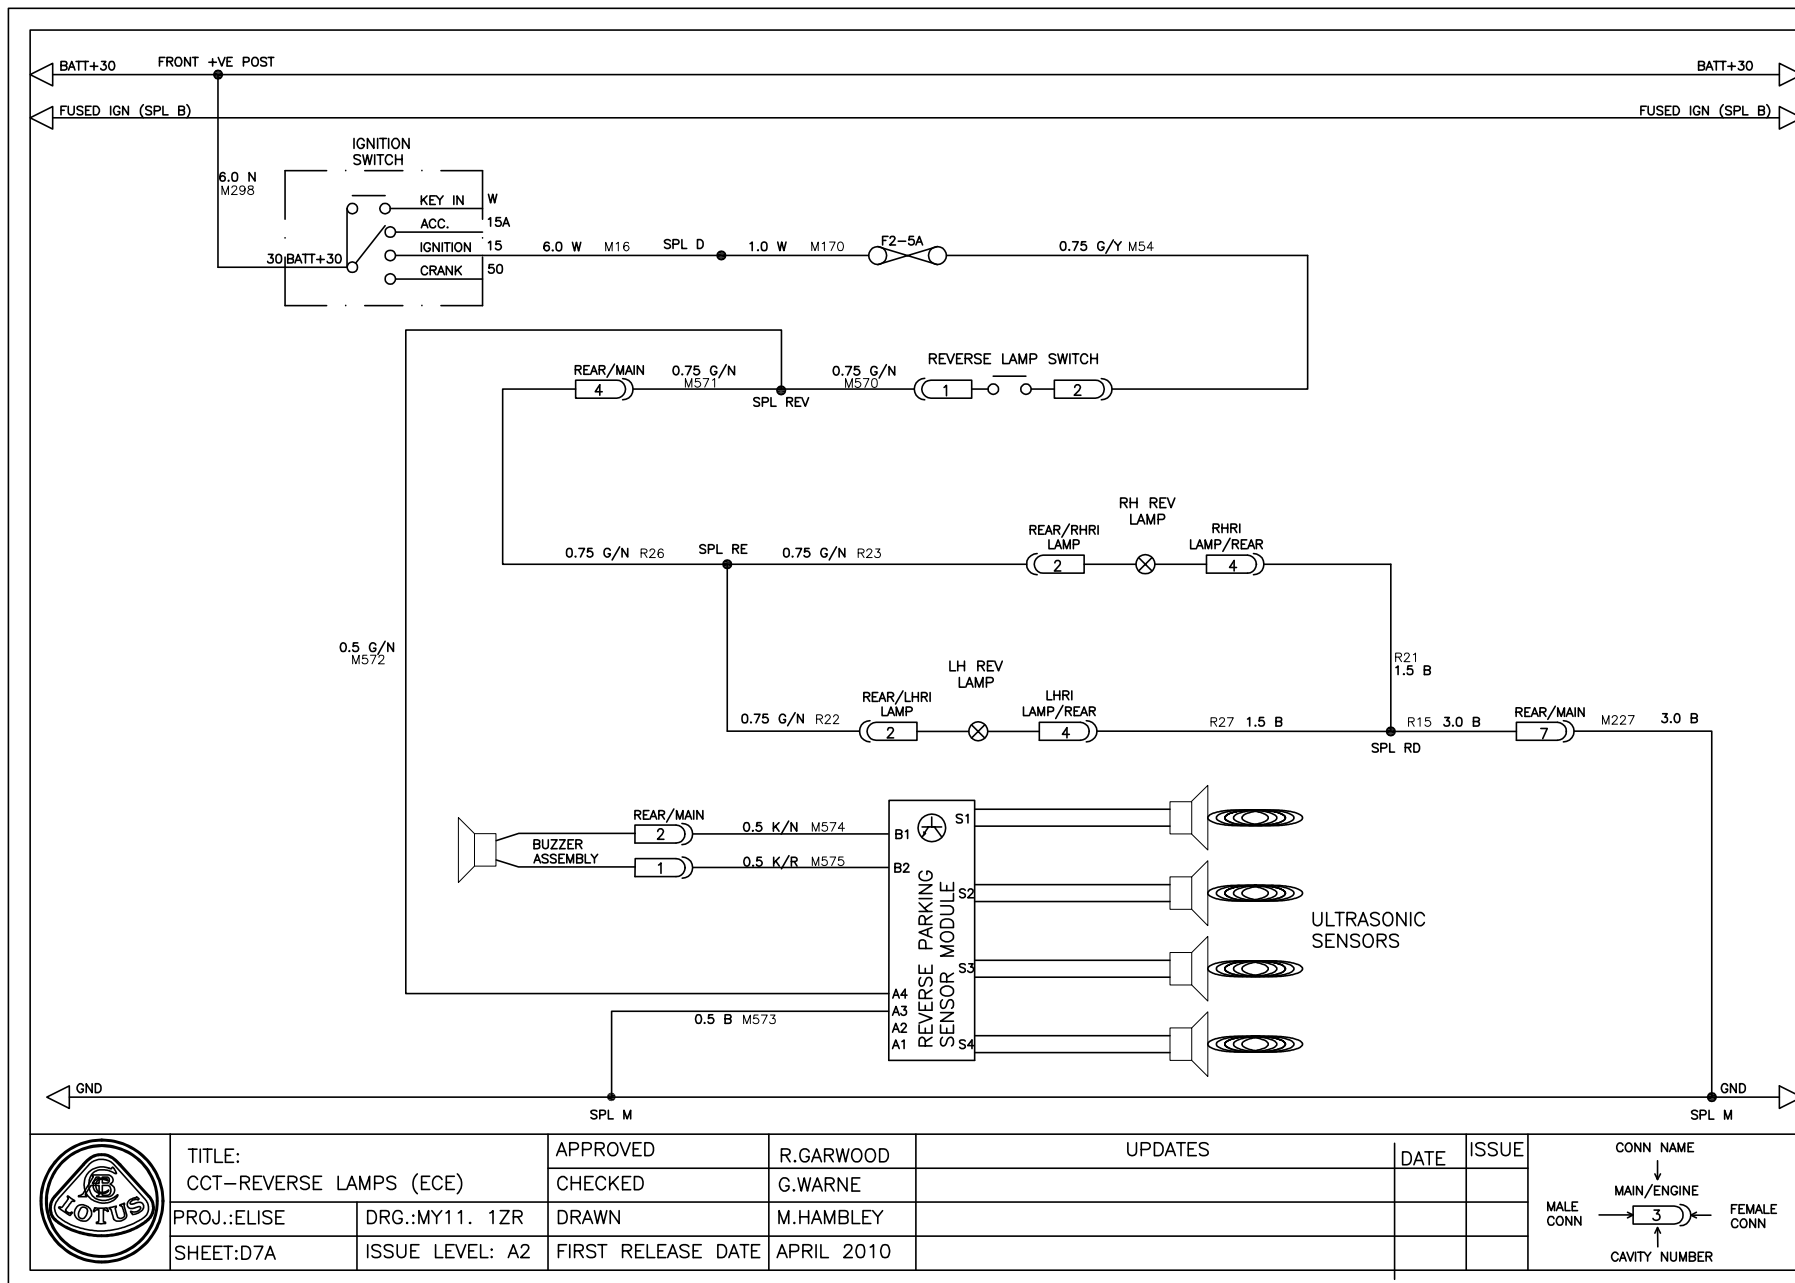 BATT+30
FRONT +VE POST
BATT+30
FUSED IGN (SPL B)
FUSED IGN (SPL B)
IGNITION
SWITCH
6.0 N
M298
KEY IN
W
ACC.
15A
IGNITION
15
CRANK
50
30 BATT+30
6.0 W M16
SPL D
1.0 W M170
F2-5A
0.75 G/Y M54
REAR/MAIN
4
0.75 G/N
M571
SPL REV
0.75 G/N
M570
REVERSE LAMP SWITCH
1
2
RH REV
LAMP
0.75 G/N R26
SPL RE
0.75 G/N R23
REAR/RHRI
LAMP
2
RHRI
LAMP/REAR
4
0.5 G/N
M572
R21
1.5 B
LH REV
LAMP
0.75 G/N R22
REAR/LHRI
LAMP
2
LHRI
LAMP/REAR
4
R27 1.5 B
SPL RD
R15 3.0 B
REAR/MAIN
7
M227 3.0 B
BUZZER
ASSEMBLY
REAR/MAIN
2
0.5 K/N M574
1
0.5 K/R M575
B1
B2
A4
A3
A2
A1
REVERSE PARKING
SENSOR MODULE
S1
S2
S3
S4
ULTRASONIC
SENSORS
0.5 B M573
GND
SPL M
GND
SPL M
LOTUS
TITLE:
CCT-REVERSE LAMPS (ECE)
PROJ.:ELISE
DRG.:MY11. 1ZR
SHEET:D7A
ISSUE LEVEL: A2
APPROVED
R.GARWOOD
CHECKED
G.WARNE
DRAWN
M.HAMBLEY
FIRST RELEASE DATE
APRIL 2010
UPDATES
DATE
ISSUE
CONN NAME
MAIN/ENGINE
MALE
CONN
3
FEMALE
CONN
CAVITY NUMBER